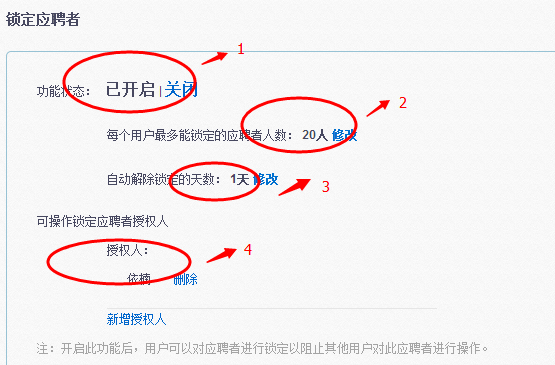 锁定应聘者
功能状态： 已开启 | 关闭 1
每个用户最多能锁定的应聘者人数： 20人 修改 2
自动解除锁定的天数： 1天 修改 3
可操作锁定应聘者授权人
授权人： 4
依楠 删除
新增授权人
注：开启此功能后，用户可以对应聘者进行锁定以阻止其他用户对此应聘者进行操作。